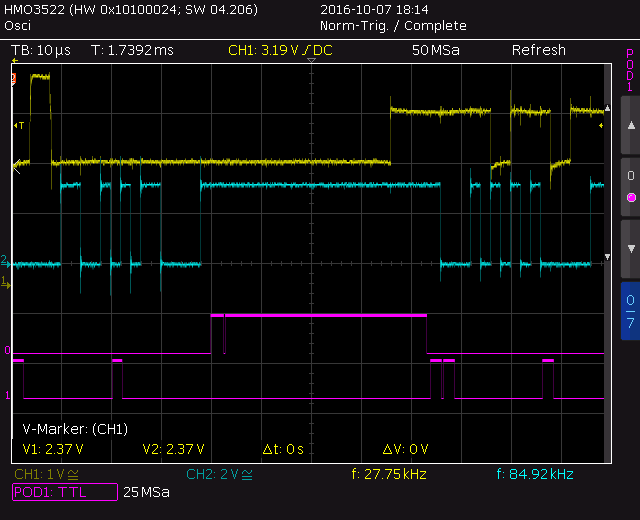 HMO3522 (HW 0x10100024; SW 04.206) 2016-10-07 18:14
Osci Norm-Trig. / Complete
TB: 10 µs T: 1.7392 ms CH1: 3.19 V / DC 50 MSa Refresh
POD1
T
0
2
1
0
7
0
1
V-Marker: (CH1)
V1: 2.37 V V2: 2.37 V Δt: 0 s ΔV: 0 V
CH1: 1 V CH2: 2 V f: 27.75 kHz f: 84.92 kHz
POD1: TTL 25 MSa